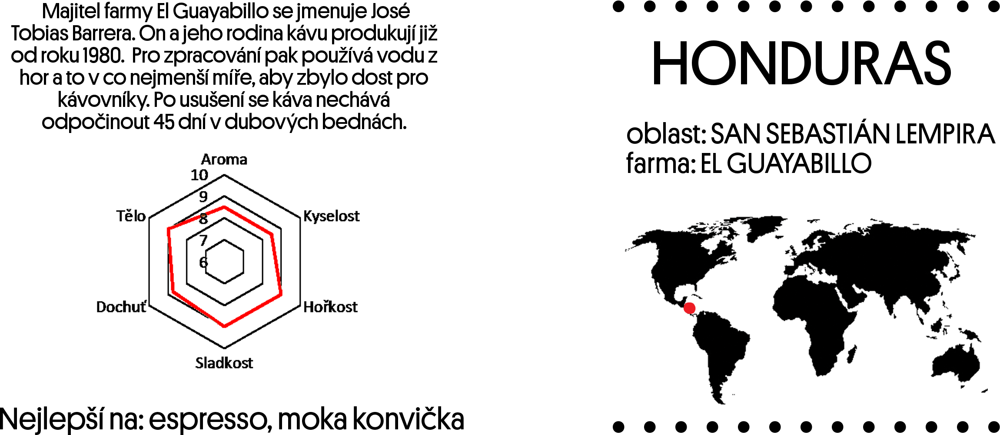 Majitel farmy El Guayabillo se jmenuje José
Tobias Barrera. On a jeho rodina kávu produkují již
od roku 1980. Pro zpracování pak používá vodu z
hor a to v co nejmenší míře, aby zbylo dost pro
kávovníky. Po usušení se káva nechává
odpočinout 45 dní v dubových bednách.
Aroma
10
9
8
7
6
Tělo
Kyselost
Dochuť
Hořkost
Sladkost
Nejlepší na: espresso, moka konvička
HONDURAS
oblast: SAN SEBASTIÁN LEMPIRA
farma: EL GUAYABILLO